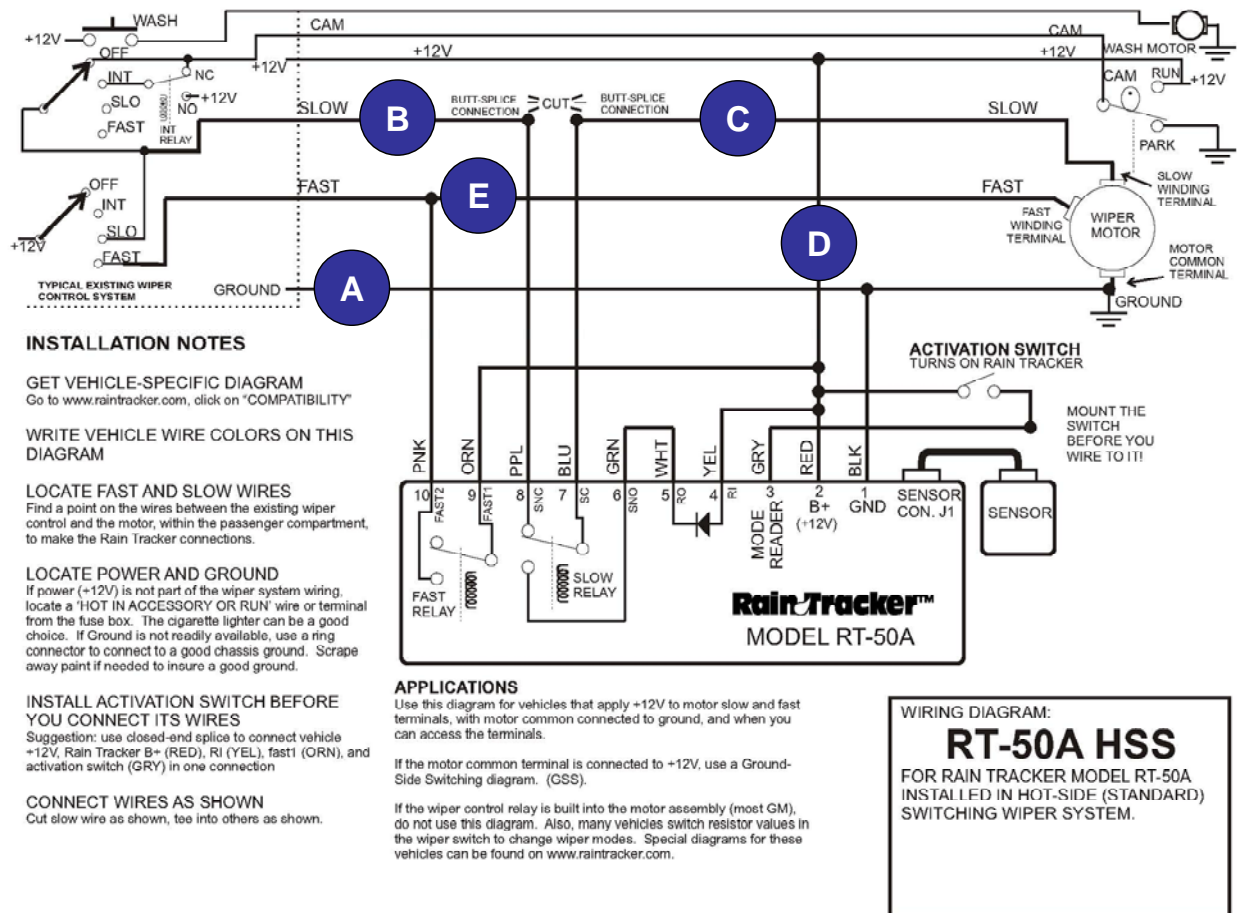 WASH
+12V
OFF
CAM
CAM
+12V
+12V
+12V
WASH MOTOR
INT
NC
CAM
RUN
+12V
SLO
NO
+12V
FAST
INT
RELAY
SLOW
B
BUTT-SPLICE
CONNECTION
CUT
BUTT-SPLICE
CONNECTION
C
SLOW
PARK
OFF
INT
+12V
SLO
FAST
FAST
E
FAST
FAST
WINDING
TERMINAL
SLOW
WINDING
TERMINAL
WIPER
MOTOR
D
MOTOR
COMMON
TERMINAL
TYPICAL EXISTING WIPER
CONTROL SYSTEM
GROUND
A
GROUND
INSTALLATION NOTES
GET VEHICLE-SPECIFIC DIAGRAM
Go to www.raintracker.com, click on "COMPATIBILITY"
WRITE VEHICLE WIRE COLORS ON THIS
DIAGRAM
LOCATE FAST AND SLOW WIRES
Find a point on the wires between the existing wiper
control and the motor, within the passenger compartment,
to make the Rain Tracker connections.
LOCATE POWER AND GROUND
If power (+12V) is not part of the wiper system wiring,
locate a 'HOT IN ACCESSORY OR RUN' wire or terminal
from the fuse box. The cigarette lighter can be a good
choice. If Ground is not readily available, use a ring
connector to connect to a good chassis ground. Scrape
away paint if needed to insure a good ground.
INSTALL ACTIVATION SWITCH BEFORE
YOU CONNECT ITS WIRES
Suggestion: use closed-end splice to connect vehicle
+12V, Rain Tracker B+ (RED), RI (YEL), fast1 (ORN), and
activation switch (GRY) in one connection
CONNECT WIRES AS SHOWN
Cut slow wire as shown, tee into others as shown.
ACTIVATION SWITCH
TURNS ON RAIN TRACKER
MOUNT THE
SWITCH
BEFORE YOU
WIRE TO IT!
PNK
ORN
PPL
BLU
GRN
WHT
YEL
GRY
RED
BLK
10 FAST2
9 FAST1
8 SNC
7 SC
6 SNO
5 RO
4 RI
3
MODE
READER
2
B+
(+12V)
1
GND
SENSOR
CON. J1
SENSOR
FAST
RELAY
SLOW
RELAY
Rain Tracker™
MODEL RT-50A
APPLICATIONS
Use this diagram for vehicles that apply +12V to motor slow and fast
terminals, with motor common connected to ground, and when you
can access the terminals.
If the motor common terminal is connected to +12V, use a Ground-
Side Switching diagram. (GSS).
If the wiper control relay is built into the motor assembly (most GM),
do not use this diagram. Also, many vehicles switch resistor values in
the wiper switch to change wiper modes. Special diagrams for these
vehicles can be found on www.raintracker.com.
WIRING DIAGRAM:
RT-50A HSS
FOR RAIN TRACKER MODEL RT-50A
INSTALLED IN HOT-SIDE (STANDARD)
SWITCHING WIPER SYSTEM.